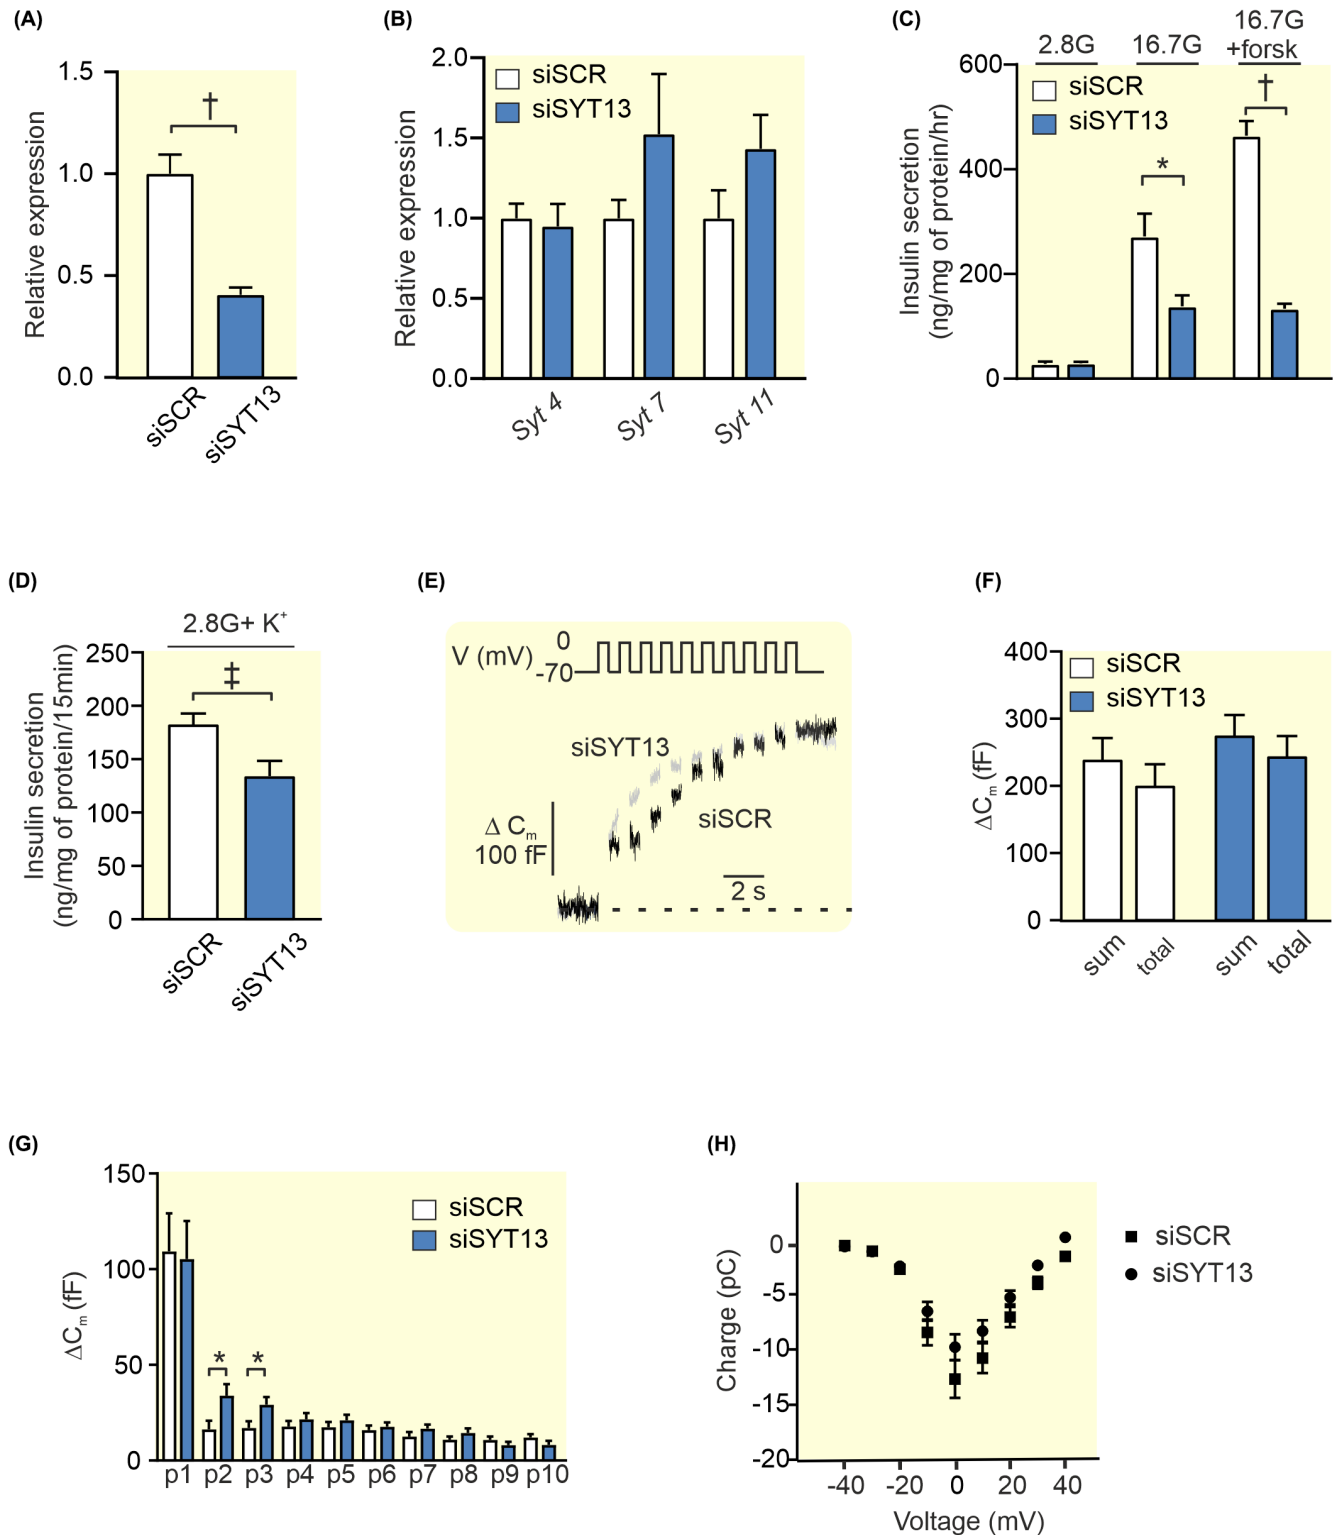 (A)
1.5
1.0
0.5
0.0
Relative expression
†
siSCR
siSYT13
(B)
2.0
1.5
1.0
0.5
0.0
Relative expression
siSCR
siSYT13
Syt 4
Syt 7
Syt 11
(C)
2.8G
16.7G
16.7G
+forsk
600
400
200
0
Insulin secretion
(ng/mg of protein/hr)
siSCR
siSYT13
*
†
(D)
2.8G+ K⁺
250
200
150
100
50
0
Insulin secretion
(ng/mg of protein/15min)
‡
siSCR
siSYT13
(E)
V (mV)
0
-70
siSYT13
siSCR
Δ Cₘ
100 fF
2 s
(F)
400
300
200
100
0
ΔCₘ (fF)
siSCR
siSYT13
sum
total
sum
total
(G)
150
100
50
0
ΔCₘ (fF)
siSCR
siSYT13
*
*
p1 p2 p3 p4 p5 p6 p7 p8 p9 p10
(H)
0
-5
-10
-15
-20
Charge (pC)
-40 -20 0 20 40
Voltage (mV)
siSCR
siSYT13